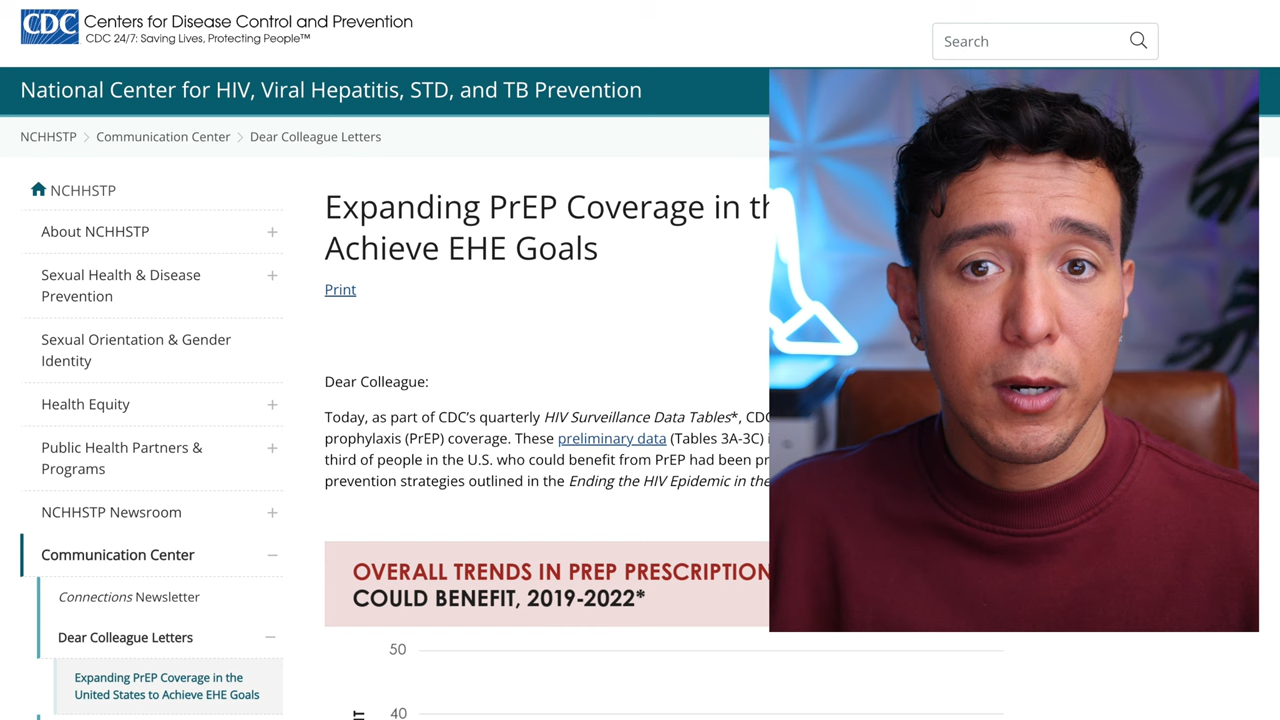 CDC Centers for Disease Control and Prevention
CDC 24/7: Saving Lives, Protecting People™
Search
National Center for HIV, Viral Hepatitis, STD, and TB Prevention
NCHHSTP > Communication Center > Dear Colleague Letters
NCHHSTP
About NCHHSTP
Sexual Health & Disease
Prevention
Sexual Orientation & Gender
Identity
Health Equity
Public Health Partners &
Programs
NCHHSTP Newsroom
Communication Center
Connections Newsletter
Dear Colleague Letters
Expanding PrEP Coverage in the
United States to Achieve EHE Goals
Expanding PrEP Coverage in
Achieve EHE Goals
Print
Dear Colleague:
Today, as part of CDC's quarterly HIV Surveillance Data Tables*, CDC
prophylaxis (PrEP) coverage. These preliminary data (Tables 3A-3C)
third of people in the U.S. who could benefit from PrEP had been
prevention strategies outlined in the Ending the HIV Epidemic in the
OVERALL TRENDS IN PREP PRESCRIPTION
COULD BENEFIT, 2019-2022*
50
40